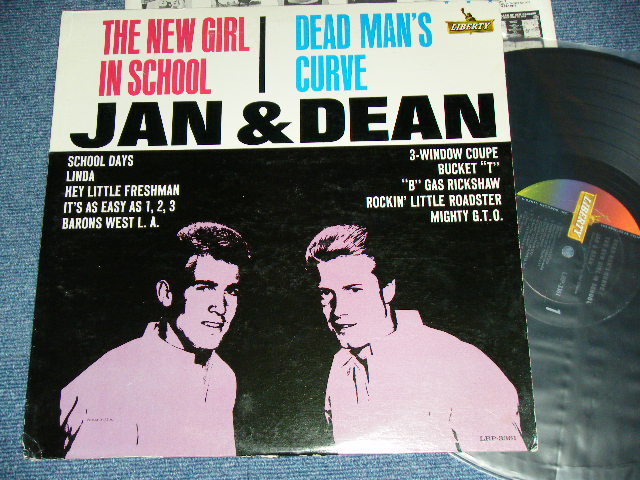 THE NEW GIRL
IN SCHOOL
DEAD MAN'S
CURVE
LIBERTY
JAN & DEAN
SCHOOL DAYS
LINDA
HEY LITTLE FRESHMAN
IT'S AS EASY AS 1, 2, 3
BARONS WEST L. A.
3-WINDOW COUPE
BUCKET "T"
"B" GAS RICKSHAW
ROCKIN' LITTLE ROADSTER
MIGHTY G.T.O.
LRP-3361
LIBERTY
1